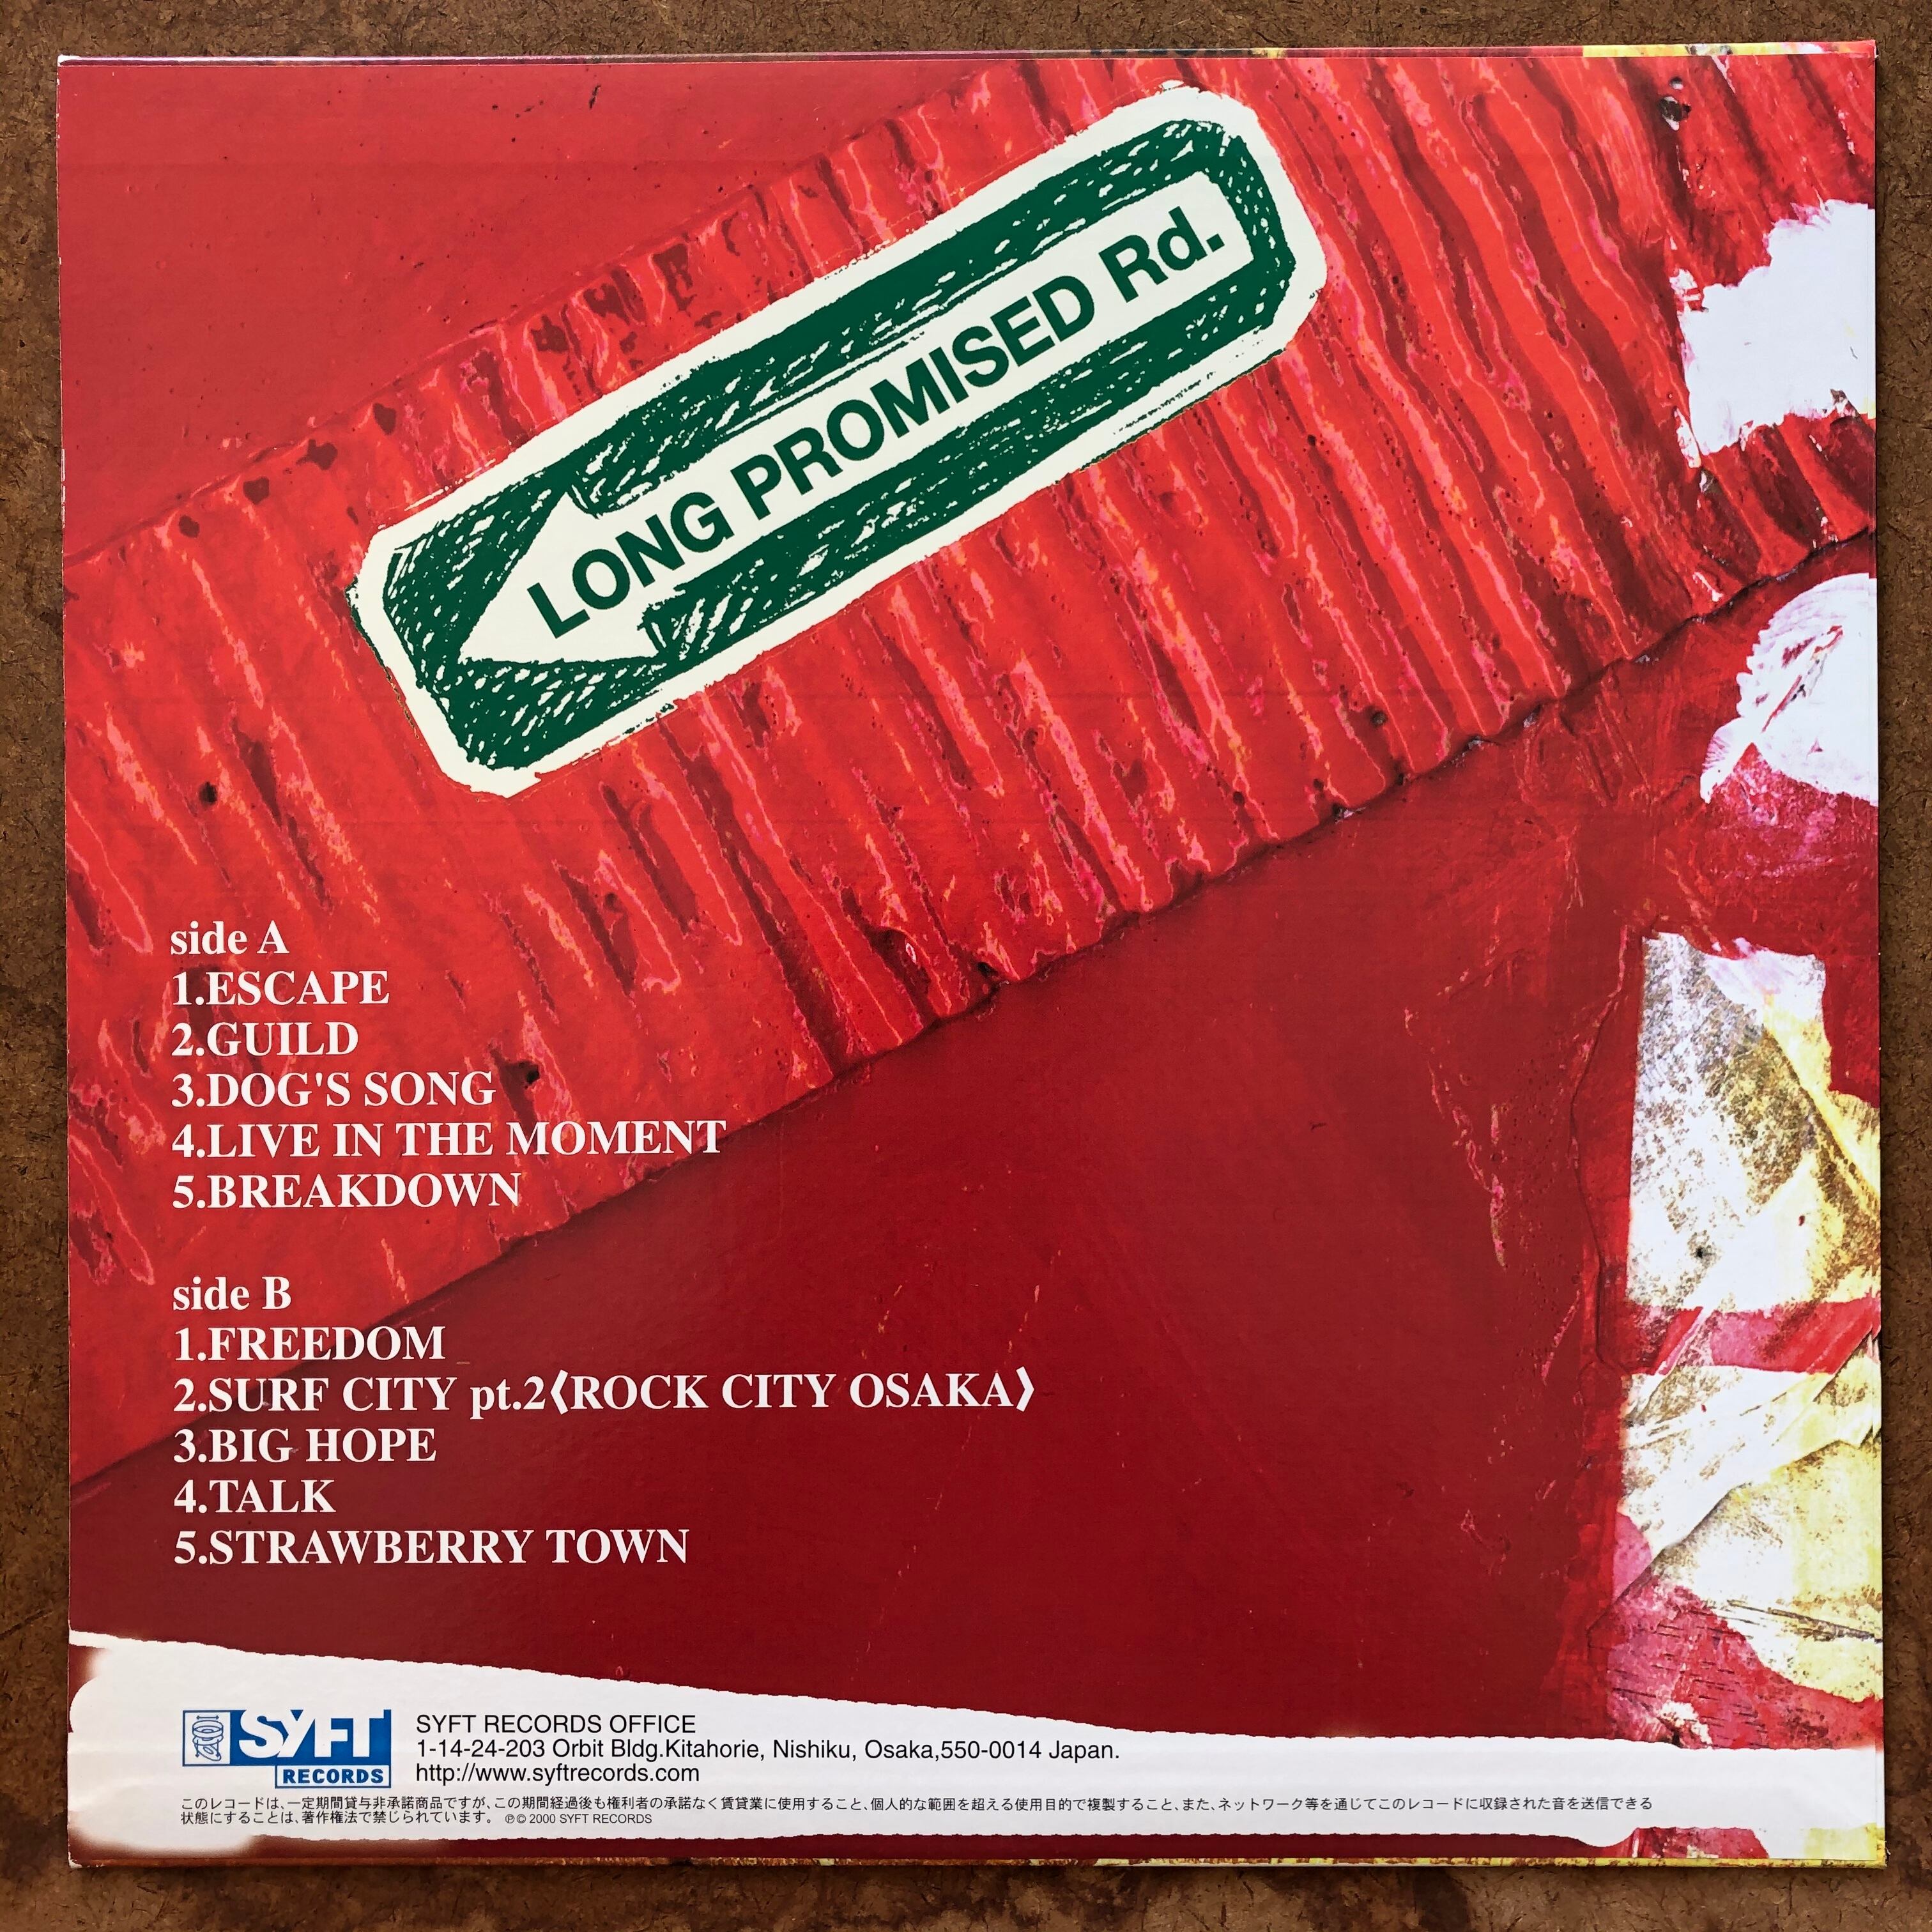 LONG PROMISED Rd.
side A
1.ESCAPE
2.GUILD
3.DOG'S SONG
4.LIVE IN THE MOMENT
5.BREAKDOWN
side B
1.FREEDOM
2.SURF CITY pt.2《ROCK CITY OSAKA》
3.BIG HOPE
4.TALK
5.STRAWBERRY TOWN
SYFT
RECORDS
SYFT RECORDS OFFICE
1-14-24-203 Orbit Bldg.Kitahorie, Nishiku, Osaka,550-0014 Japan.
http://www.syftrecords.com
このレコードは、一定期間貸与非承諾商品ですが、この期間経過後も権利者の承諾なく賃貸業に使用すること、個人的な範囲を超える使用目的で複製すること、また、ネットワーク等を通じてこのレコードに収録された音を送信できる
状態にすることは、著作権法で禁じられています。 ℗© 2000 SYFT RECORDS